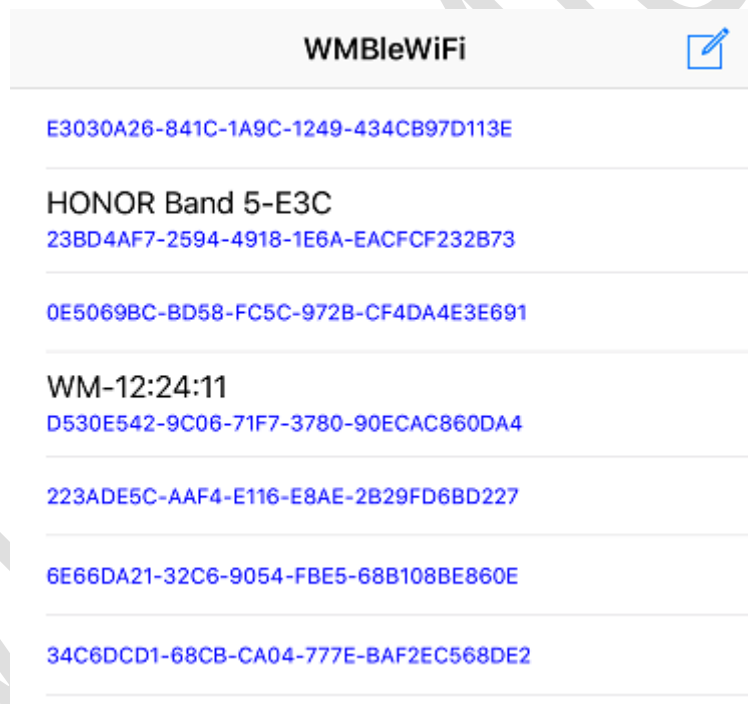 WMBleWiFi
E3030A26-841C-1A9C-1249-434CB97D113E
HONOR Band 5-E3C
23BD4AF7-2594-4918-1E6A-EACFCF232B73
0E5069BC-BD58-FC5C-972B-CF4DA4E3E691
WM-12:24:11
D530E542-9C06-71F7-3780-90ECAC860DA4
223ADE5C-AAF4-E116-E8AE-2B29FD6BD227
6E66DA21-32C6-9054-FBE5-68B108BE860E
34C6DCD1-68CB-CA04-777E-BAF2EC568DE2